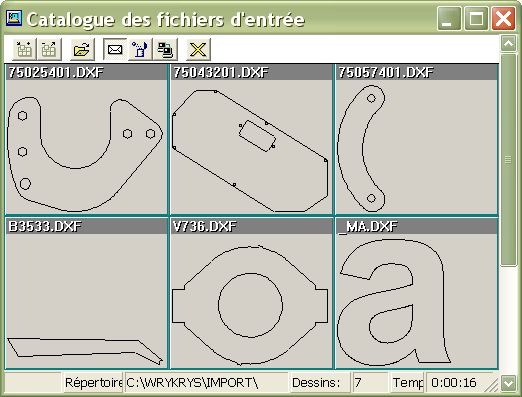 Catalogue des fichiers d'entrée
75025401.DXF 75043201.DXF 75057401.DXF
B3533.DXF V736.DXF _MA.DXF
a
Répertoire C:\WRYKRYS\IMPORT\ Dessins: 7 Temp 0:00:16